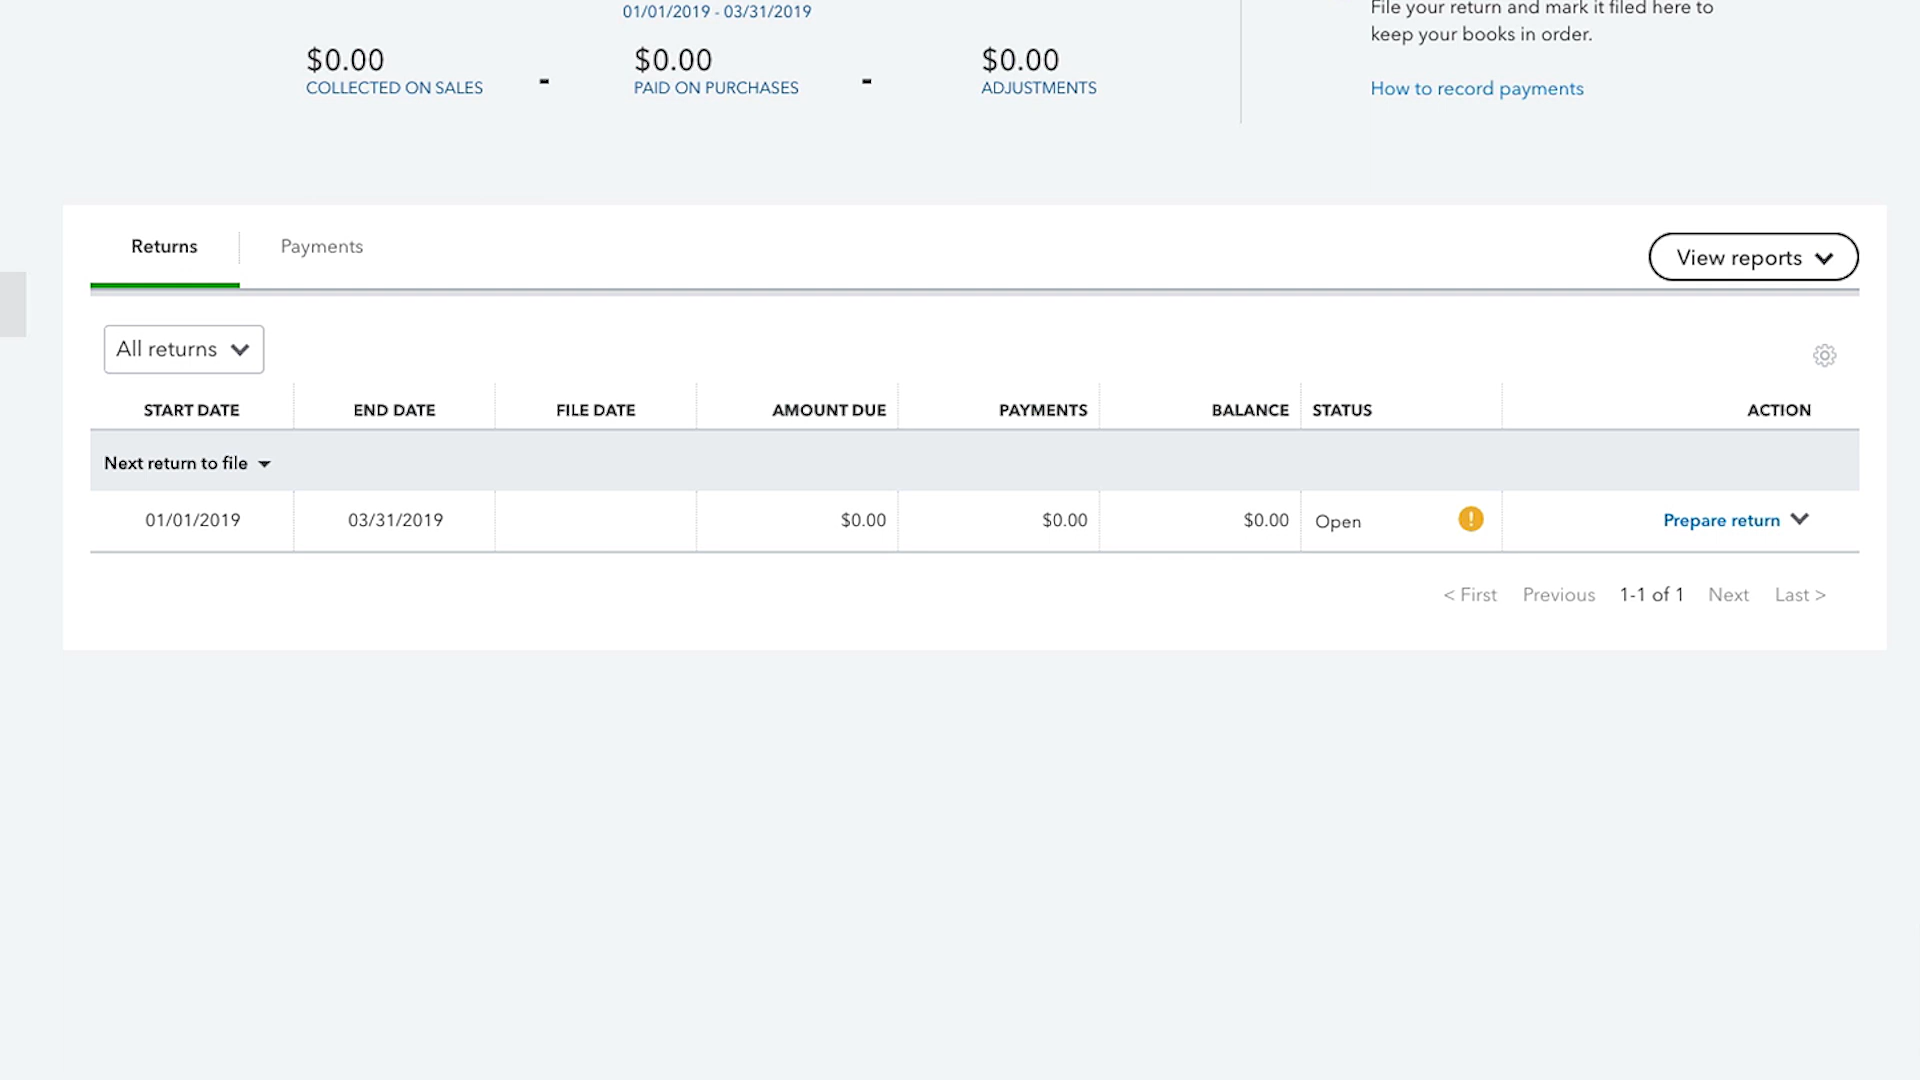 01/01/2019 - 03/31/2019
File your return and mark it filed here to
keep your books in order.
$0.00 - $0.00 - $0.00
COLLECTED ON SALES PAID ON PURCHASES ADJUSTMENTS
How to record payments
Returns Payments View reports
All returns
START DATE END DATE FILE DATE AMOUNT DUE PAYMENTS BALANCE STATUS ACTION
Next return to file
01/01/2019 03/31/2019 $0.00 $0.00 $0.00 Open ! Prepare return
< First Previous 1-1 of 1 Next Last >